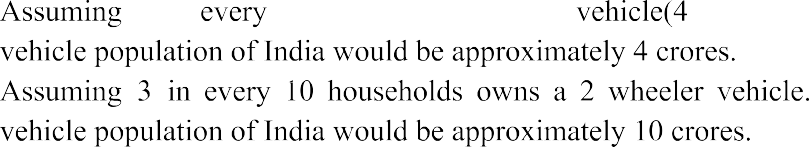 Assuming every vehicle(4
vehicle population of India would be approximately 4 crores.
Assuming 3 in every 10 households owns a 2 wheeler vehicle.
vehicle population of India would be approximately 10 crores.